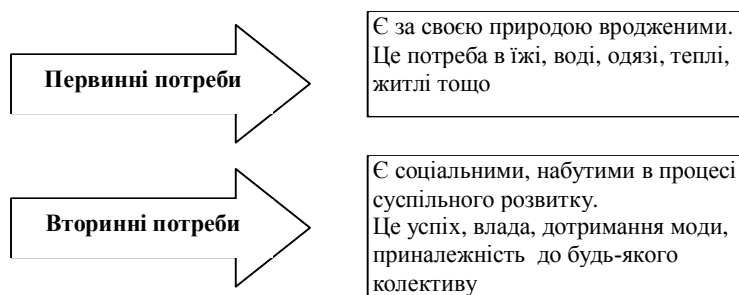 Первинні потреби
Є за своєю природою вродженими.
Це потреба в їжі, воді, одязі, теплі,
житлі тощо
Вторинні потреби
Є соціальними, набутими в процесі
суспільного розвитку.
Це успіх, влада, дотримання моди,
приналежність до будь-якого
колективу